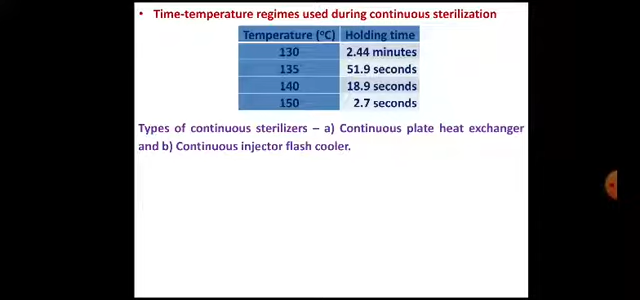 • Time-temperature regimes used during continuous sterilization
Temperature (°C) Holding time
130 2.44 minutes
135 51.9 seconds
140 18.9 seconds
150 2.7 seconds
Types of continuous sterilizers – a) Continuous plate heat exchanger
and b) Continuous injector flash cooler.